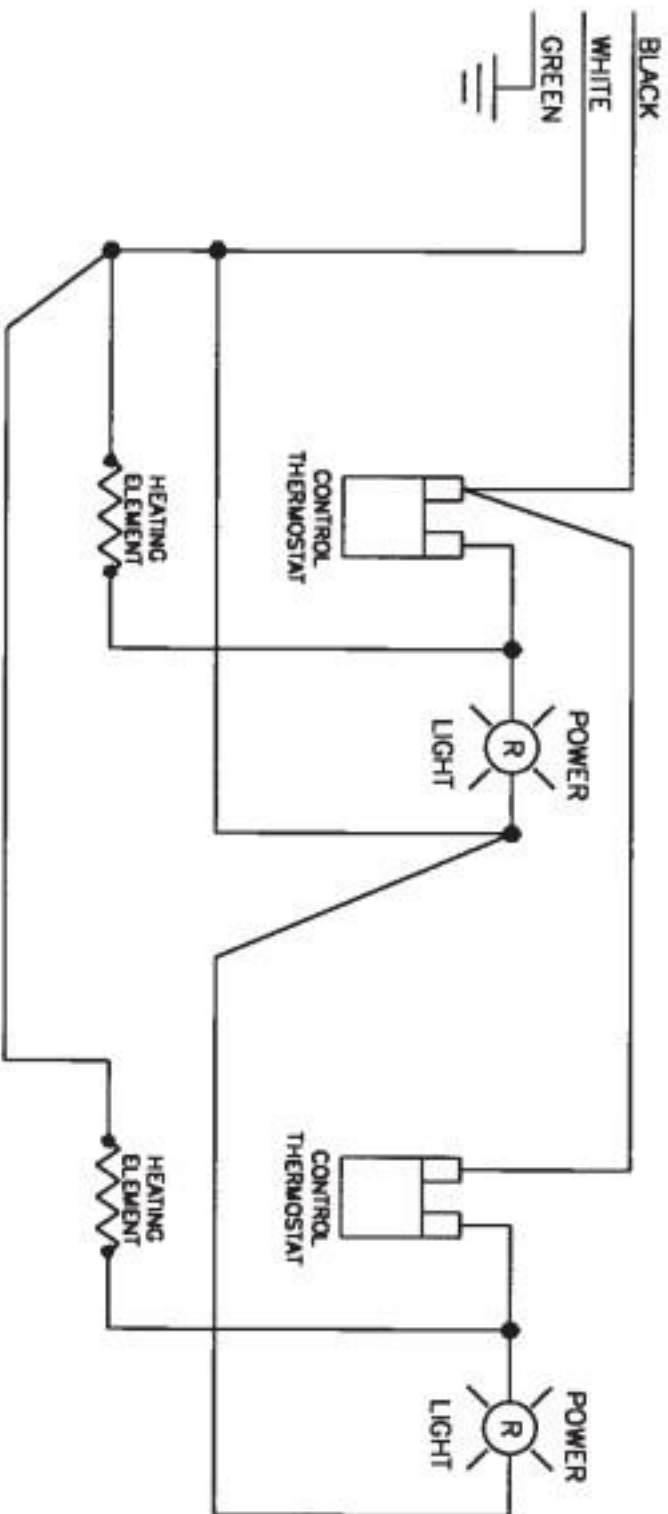 BLACK
WHITE
GREEN
CONTROL
THERMOSTAT
HEATING
ELEMENT
POWER
R
LIGHT
CONTROL
THERMOSTAT
HEATING
ELEMENT
POWER
R
LIGHT